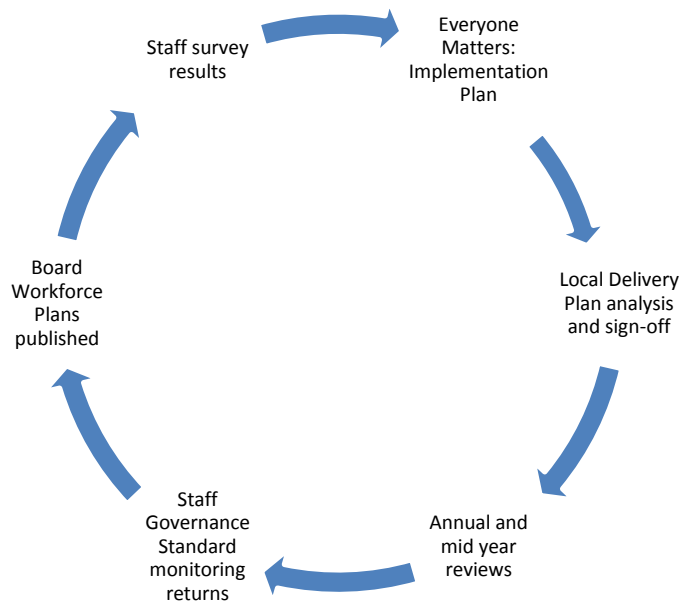 Staff survey
results
Everyone
Matters:
Implementation
Plan
Local Delivery
Plan analysis
and sign-off
Annual and
mid year
reviews
Staff
Governance
Standard
monitoring
returns
Board
Workforce
Plans
published